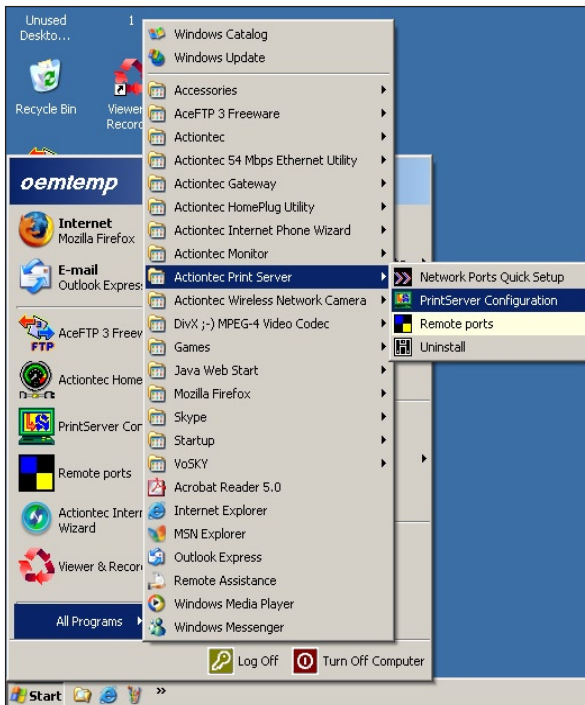 Unused
Deskto...
1
Recycle Bin
Viewer
Record
oemtemp
Internet
Mozilla Firefox
E-mail
Outlook Expres
FTP
AceFTP 3 Freew
Actiontec Home
PrintServer Con
Remote ports
Actiontec Intern
Wizard
Viewer & Record
All Programs
Windows Catalog
Windows Update
Accessories
AceFTP 3 Freeware
Actiontec
Actiontec 54 Mbps Ethernet Utility
Actiontec Gateway
Actiontec HomePlug Utility
Actiontec Internet Phone Wizard
Actiontec Monitor
Actiontec Print Server
Actiontec Wireless Network Camera
DivX ;-) MPEG-4 Video Codec
Games
Java Web Start
Mozilla Firefox
Skype
Startup
VoSKY
Acrobat Reader 5.0
Internet Explorer
MSN Explorer
Outlook Express
Remote Assistance
Windows Media Player
Windows Messenger
Network Ports Quick Setup
PrintServer Configuration
Remote ports
Uninstall
Log Off
Turn Off Computer
Start
»